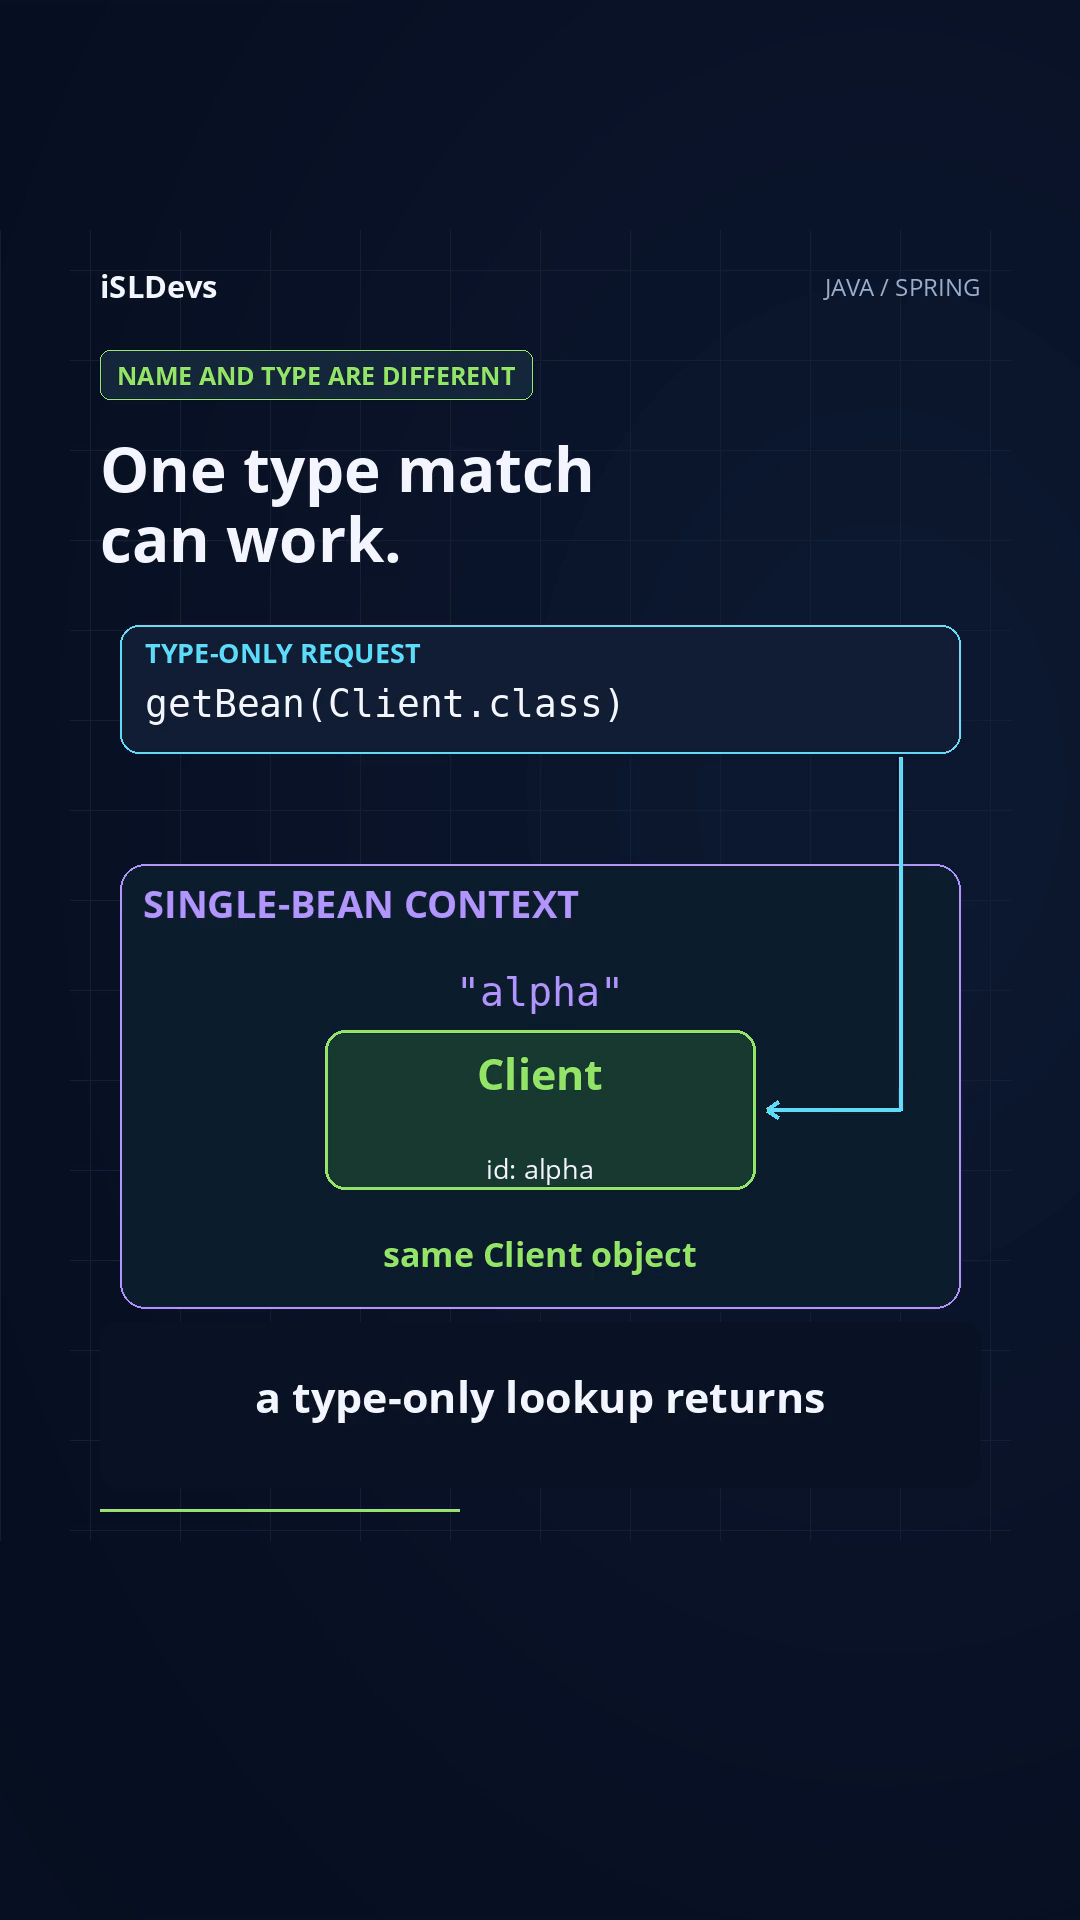 iSLDevs
JAVA / SPRING
NAME AND TYPE ARE DIFFERENT
One type match
can work.
TYPE-ONLY REQUEST
getBean(Client.class)
SINGLE-BEAN CONTEXT
"alpha"
Client
id: alpha
same Client object
a type-only lookup returns